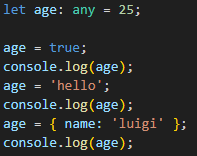 let age: any = 25;
age = true;
console.log(age);
age = 'hello';
console.log(age);
age = { name: 'luigi' };
console.log(age);